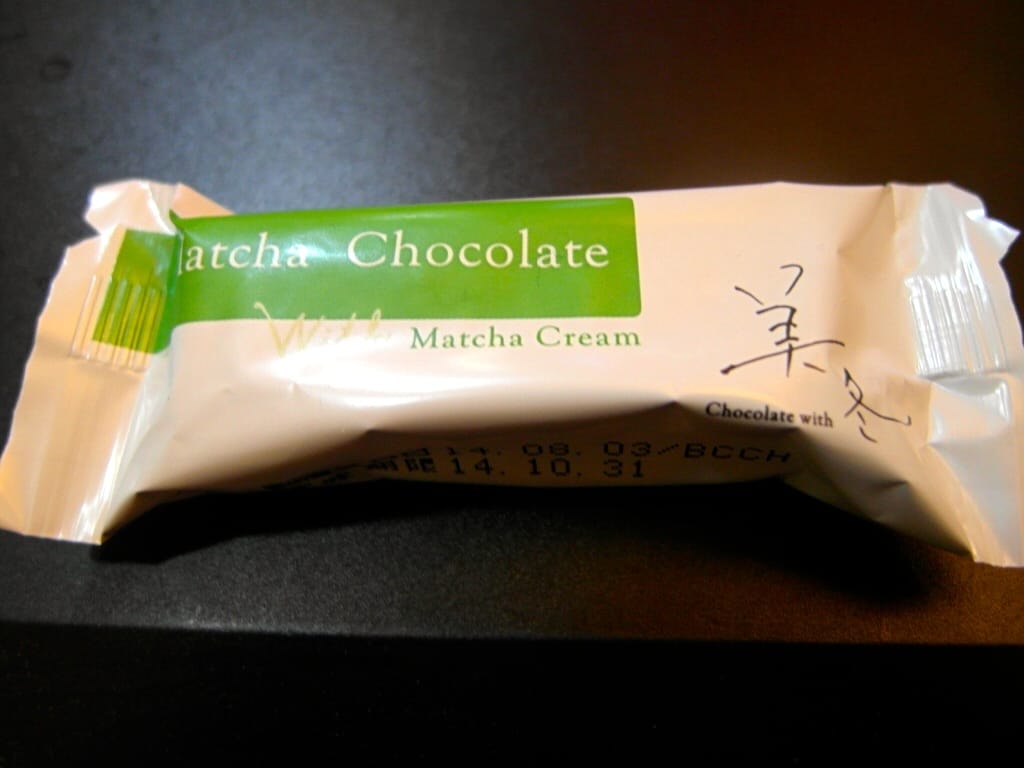 atcha Chocolate
With
Matcha Cream
美冬
Chocolate with
14. 08. 03/BCCH
14. 10. 31